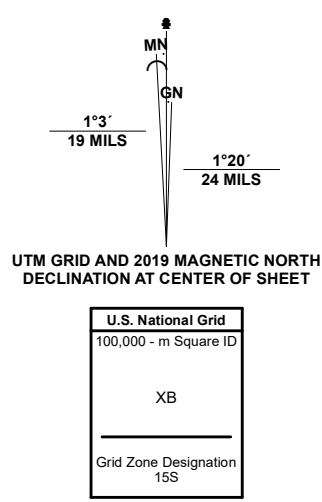 MN
GN
1°3´
19 MILS
1°20´
24 MILS
UTM GRID AND 2019 MAGNETIC NORTH
DECLINATION AT CENTER OF SHEET
U.S. National Grid
100,000 - m Square ID
XB
Grid Zone Designation
15S